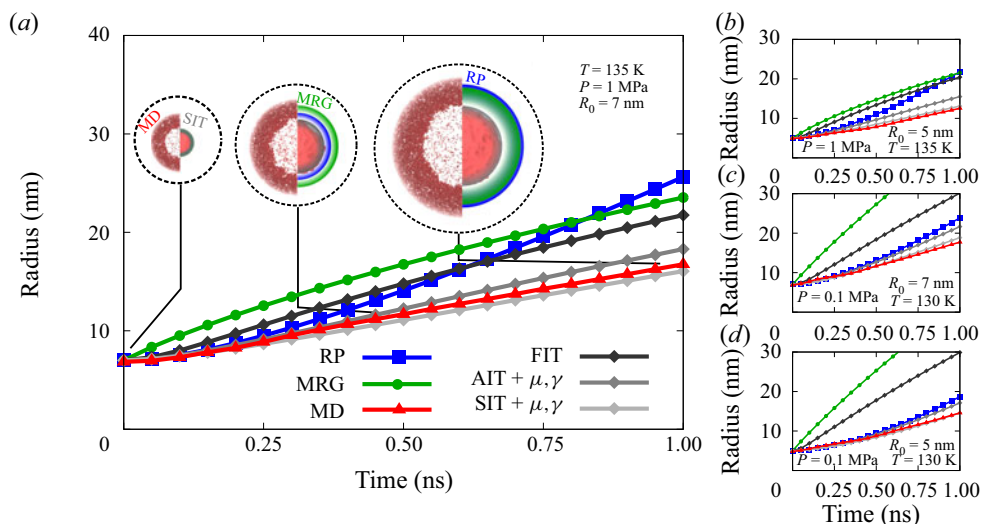 (a)
40
30
20
10
0
Radius (nm)
0.25
0.50
0.75
1.00
Time (ns)
MD
SIT
MRG
RP
T = 135 K
P = 1 MPa
R0 = 7 nm
RP
MRG
MD
FIT
AIT + μ, γ
SIT + μ, γ
(b)
30
20
10
0
Radius (nm)
R0 = 5 nm
P = 1 MPa T = 135 K
0.25 0.50 0.75 1.00
(c)
30
20
10
0
Radius (nm)
R0 = 7 nm
P = 0.1 MPa T = 130 K
0.25 0.50 0.75 1.00
(d)
30
20
10
0
Radius (nm)
R0 = 5 nm
P = 0.1 MPa T = 130 K
0.25 0.50 0.75 1.00
Time (ns)